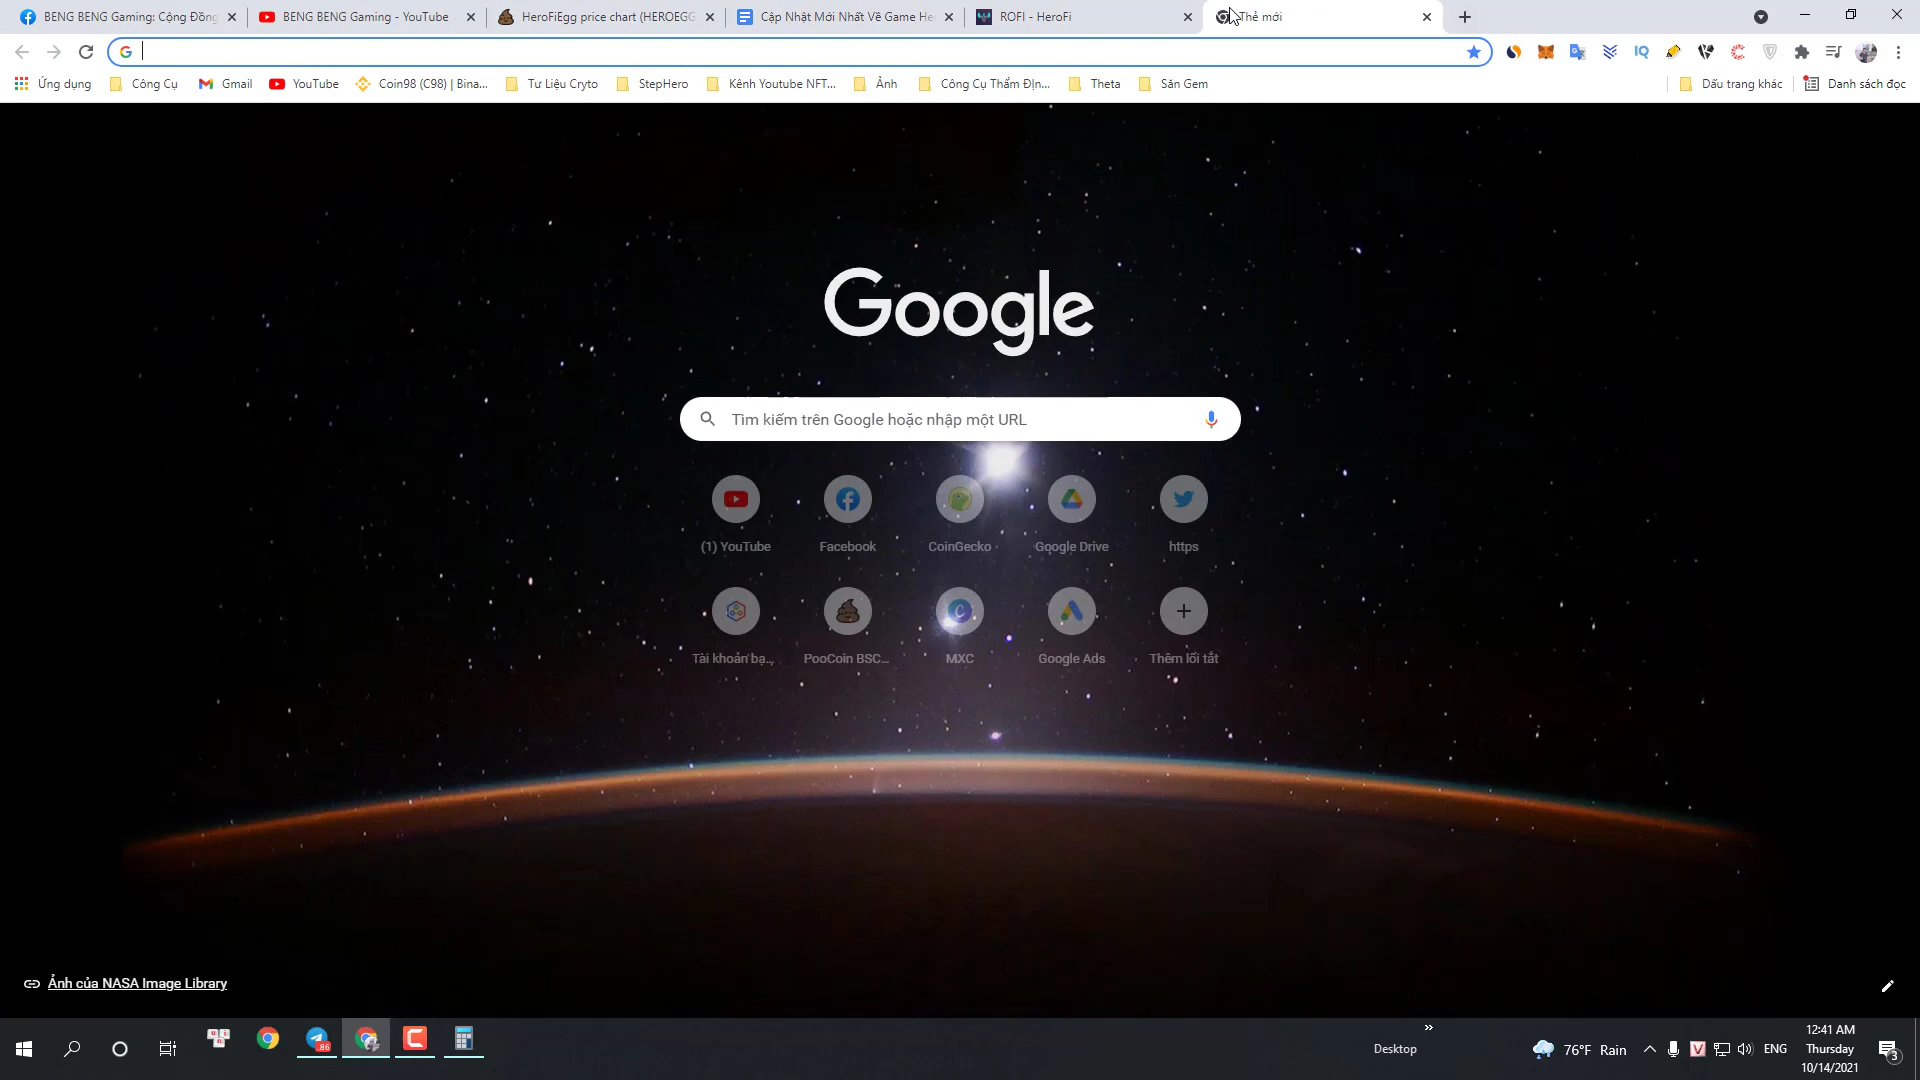 BENG BENG Gaming: Cộng Đồng
BENG BENG Gaming - YouTube
HeroFiEgg price chart (HEROEGG
Cập Nhật Mới Nhất Về Game He
ROFI - HeroFi
Thẻ mới
Ứng dụng
Công Cụ
Gmail
YouTube
Coin98 (C98) | Bina...
Tư Liệu Cryto
StepHero
Kênh Youtube NFT...
Ảnh
Công Cụ Thẩm ĐỊn...
Theta
Săn Gem
Dấu trang khác
Danh sách đọc
Google
Tìm kiếm trên Google hoặc nhập một URL
(1) YouTube
Facebook
CoinGecko
Google Drive
https
Tài khoản bạ...
PooCoin BSC...
MXC
Google Ads
Thêm lối tắt
Ảnh của NASA Image Library
86
Desktop
76°F Rain
ENG
12:41 AM
Thursday
10/14/2021
3